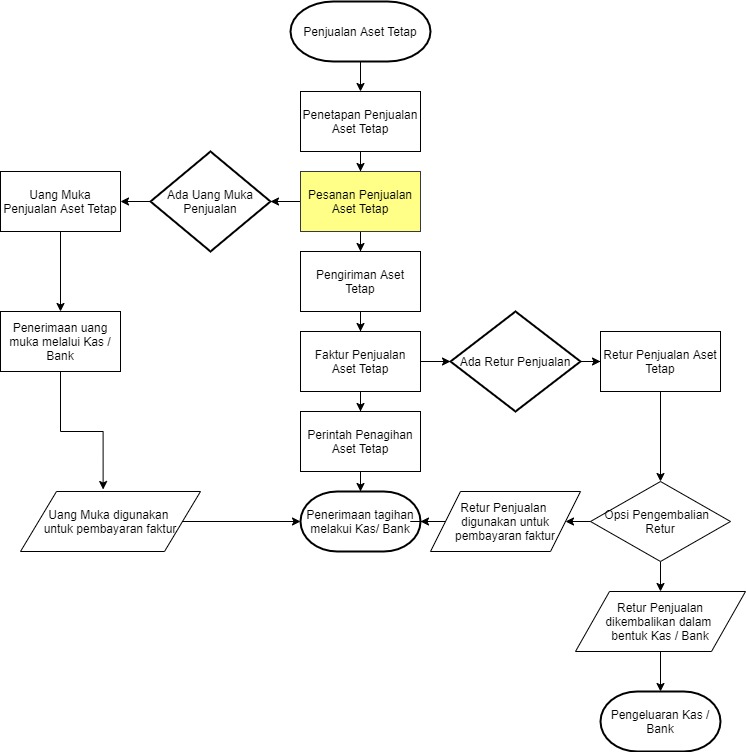 Penjualan Aset Tetap
Penetapan Penjualan
Aset Tetap
Pesanan Penjualan
Aset Tetap
Ada Uang Muka
Penjualan
Uang Muka
Penjualan Aset Tetap
Pengiriman Aset
Tetap
Penerimaan uang
muka melalui Kas /
Bank
Faktur Penjualan
Aset Tetap
Ada Retur Penjualan
Retur Penjualan Aset
Tetap
Perintah Penagihan
Aset Tetap
Uang Muka digunakan
untuk pembayaran faktur
Penerimaan tagihan
melakui Kas/ Bank
Retur Penjualan
digunakan untuk
pembayaran faktur
Opsi Pengembalian
Retur
Retur Penjualan
dikembalikan dalam
bentuk Kas / Bank
Pengeluaran Kas /
Bank